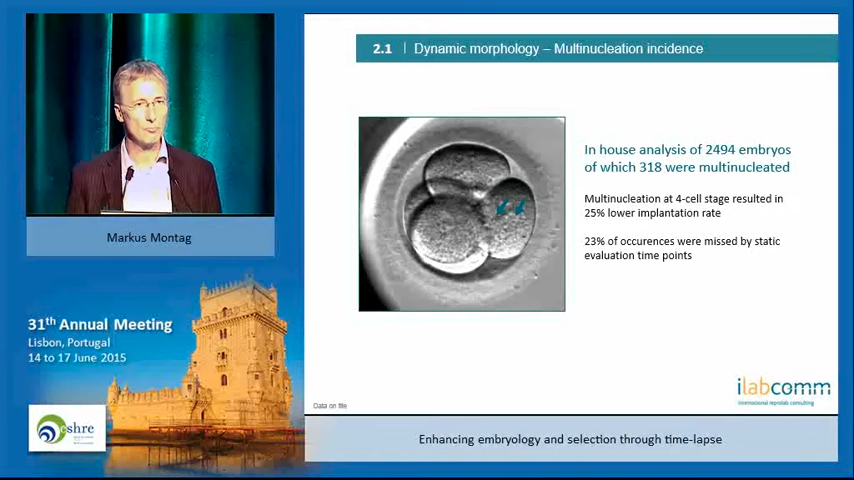 2.1 | Dynamic morphology – Multinucleation incidence
In house analysis of 2494 embryos
of which 318 were multinucleated
Multinucleation at 4-cell stage resulted in
25% lower implantation rate
23% of occurences were missed by static
evaluation time points
Markus Montag
31th Annual Meeting
Lisbon, Portugal
14 to 17 June 2015
eshre
Data on file
ilabcomm
international reprolab consulting
Enhancing embryology and selection through time-lapse